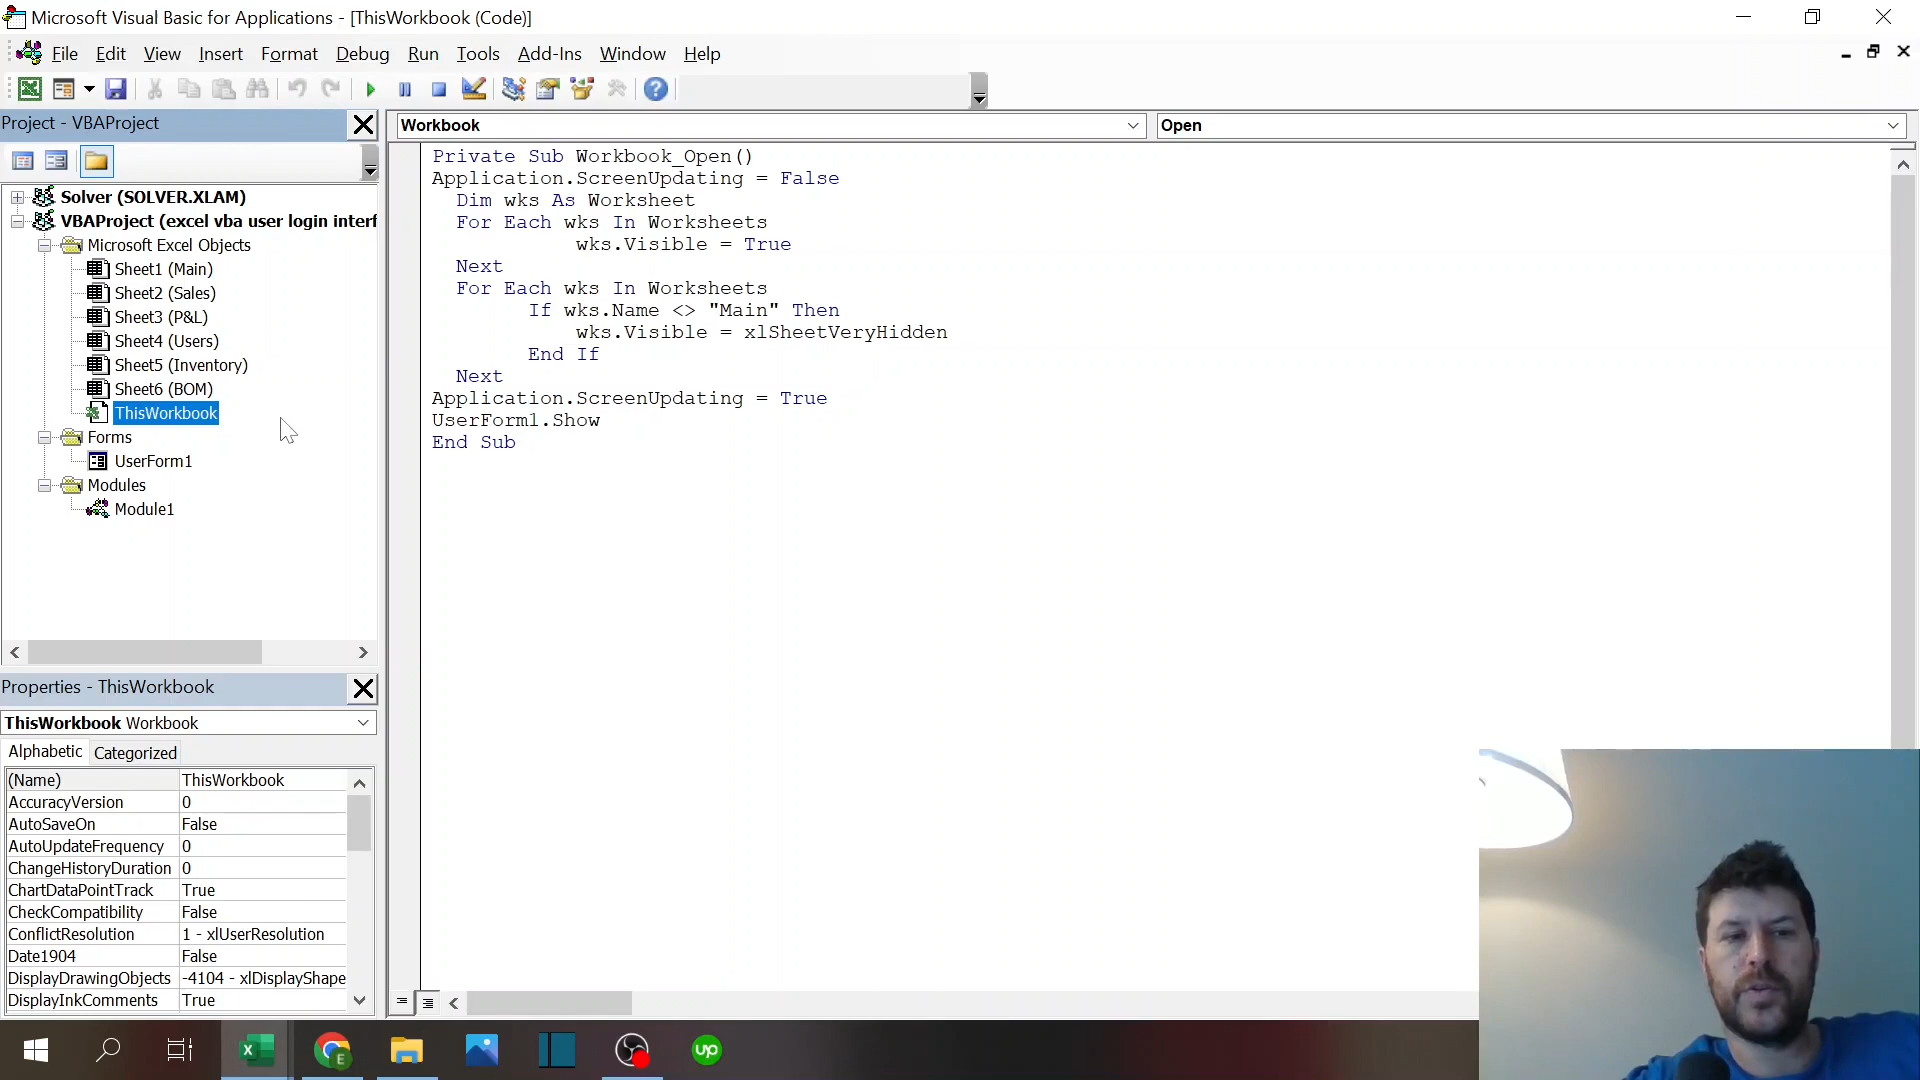 Microsoft Visual Basic for Applications - [ThisWorkbook (Code)]
File Edit View Insert Format Debug Run Tools Add-Ins Window Help
Project - VBAProject
Solver (SOLVER.XLAM)
VBAProject (excel vba user login interf
Microsoft Excel Objects
Sheet1 (Main)
Sheet2 (Sales)
Sheet3 (P&L)
Sheet4 (Users)
Sheet5 (Inventory)
Sheet6 (BOM)
ThisWorkbook
Forms
UserForm1
Modules
Module1
Properties - ThisWorkbook
ThisWorkbook Workbook
Alphabetic Categorized
(Name) ThisWorkbook
AccuracyVersion 0
AutoSaveOn False
AutoUpdateFrequency 0
ChangeHistoryDuration 0
ChartDataPointTrack True
CheckCompatibility False
ConflictResolution 1 - xlUserResolution
Date1904 False
DisplayDrawingObjects -4104 - xlDisplayShape
DisplayInkComments True
Workbook Open
Private Sub Workbook_Open()
Application.ScreenUpdating = False
Dim wks As Worksheet
For Each wks In Worksheets
wks.Visible = True
Next
For Each wks In Worksheets
If wks.Name <> "Main" Then
wks.Visible = xlSheetVeryHidden
End If
Next
Application.ScreenUpdating = True
UserForm1.Show
End Sub
E
up